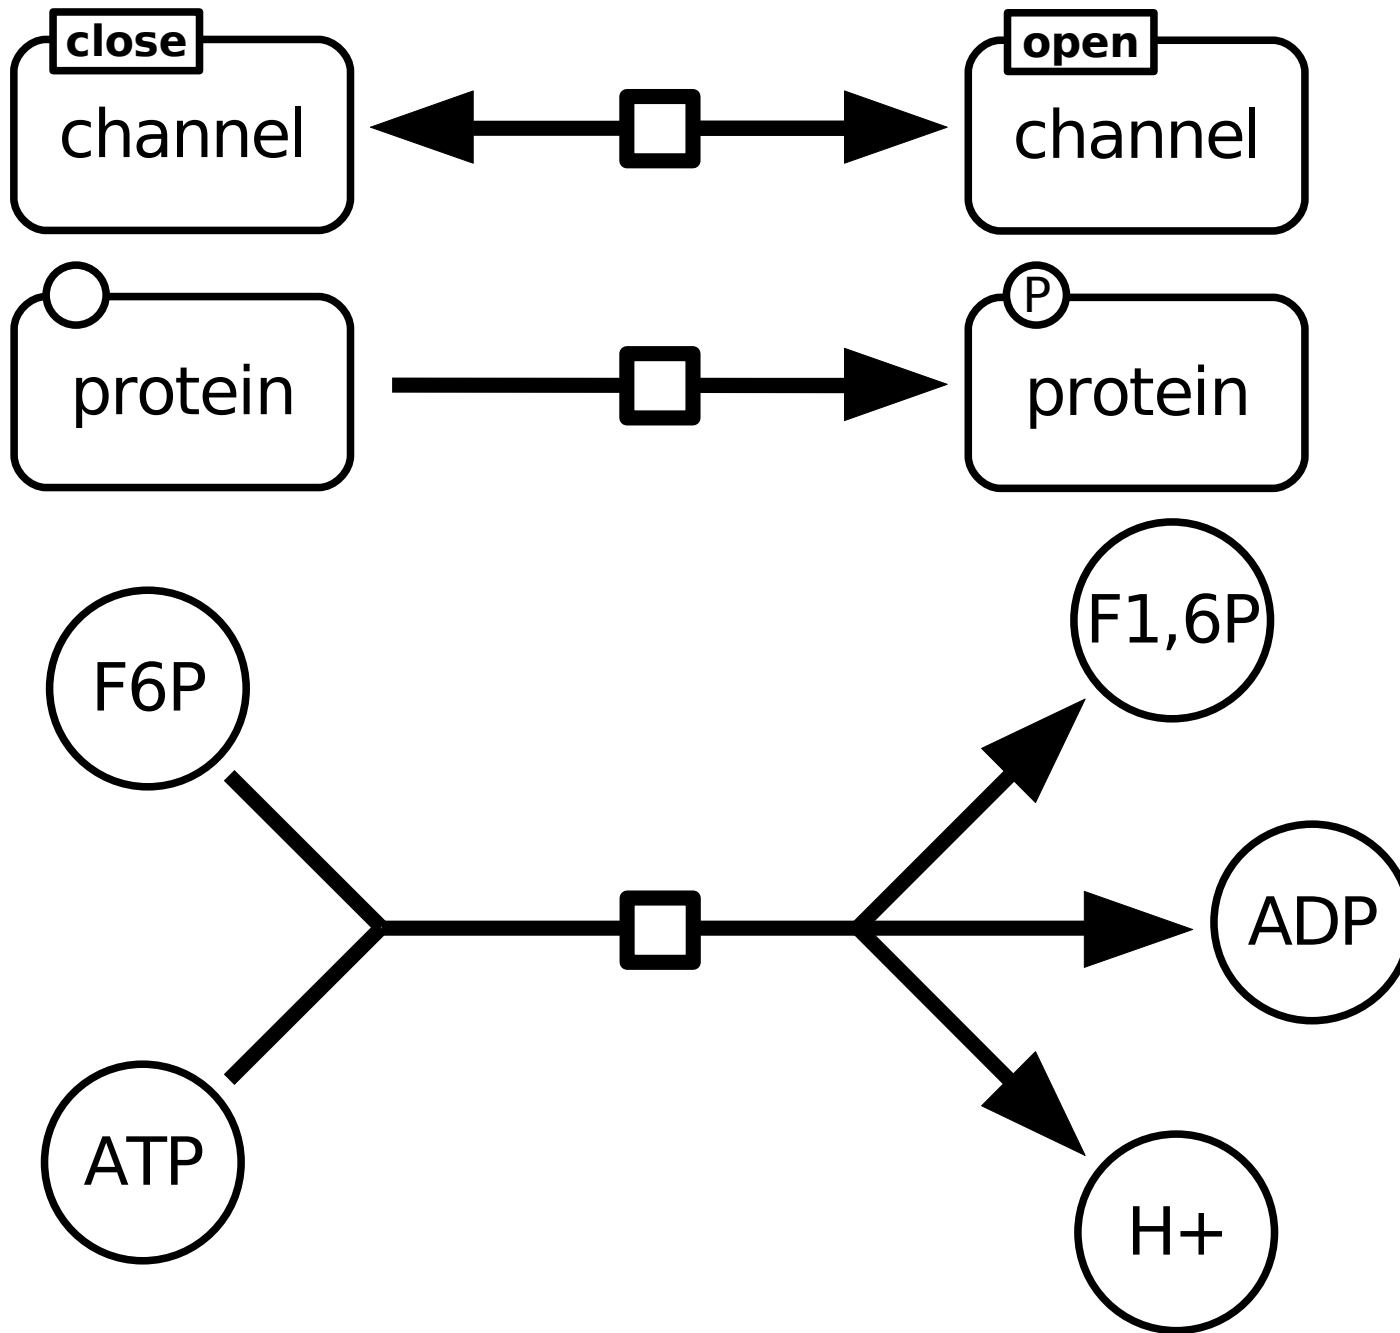 close
open
channel
channel
P
protein
protein
F1,6P
F6P
ADP
ATP
H+